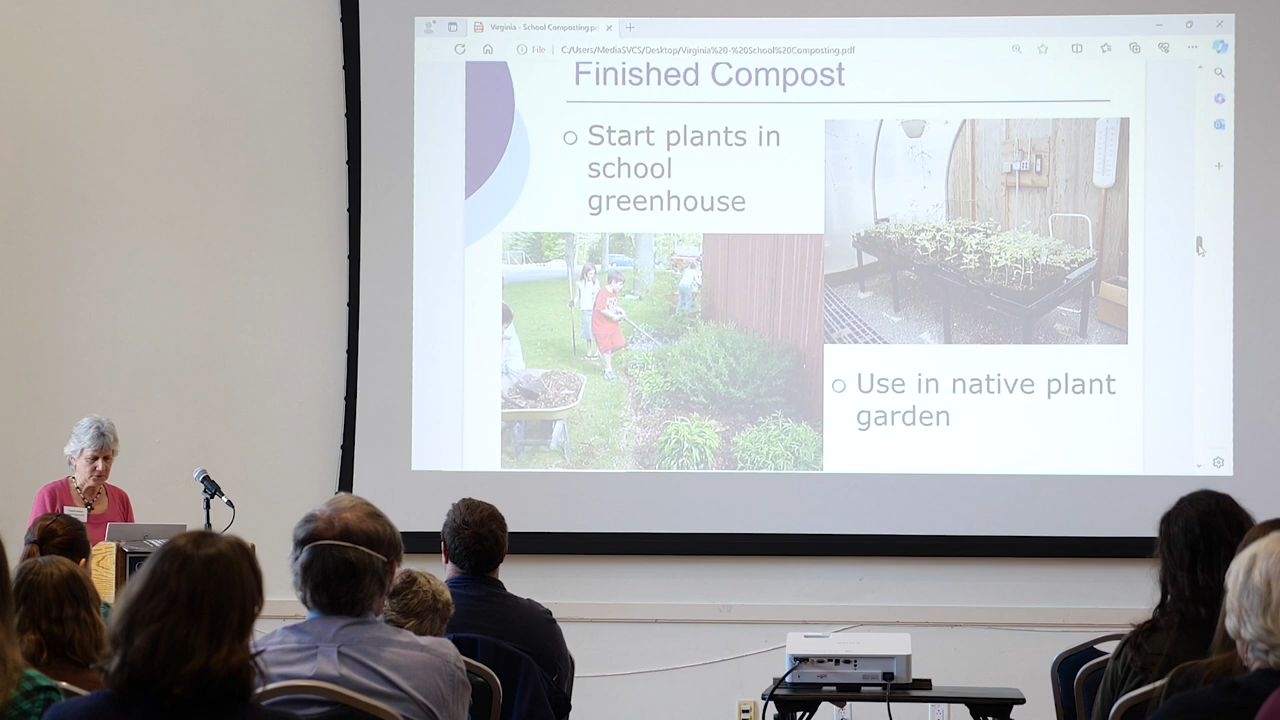 Virginia - School Composting.p
File
C:/Users/MediaSVCS/Desktop/Virginia%20-%20School%20Composting.pdf
Finished Compost
Start plants in
school
greenhouse
Use in native plant
garden